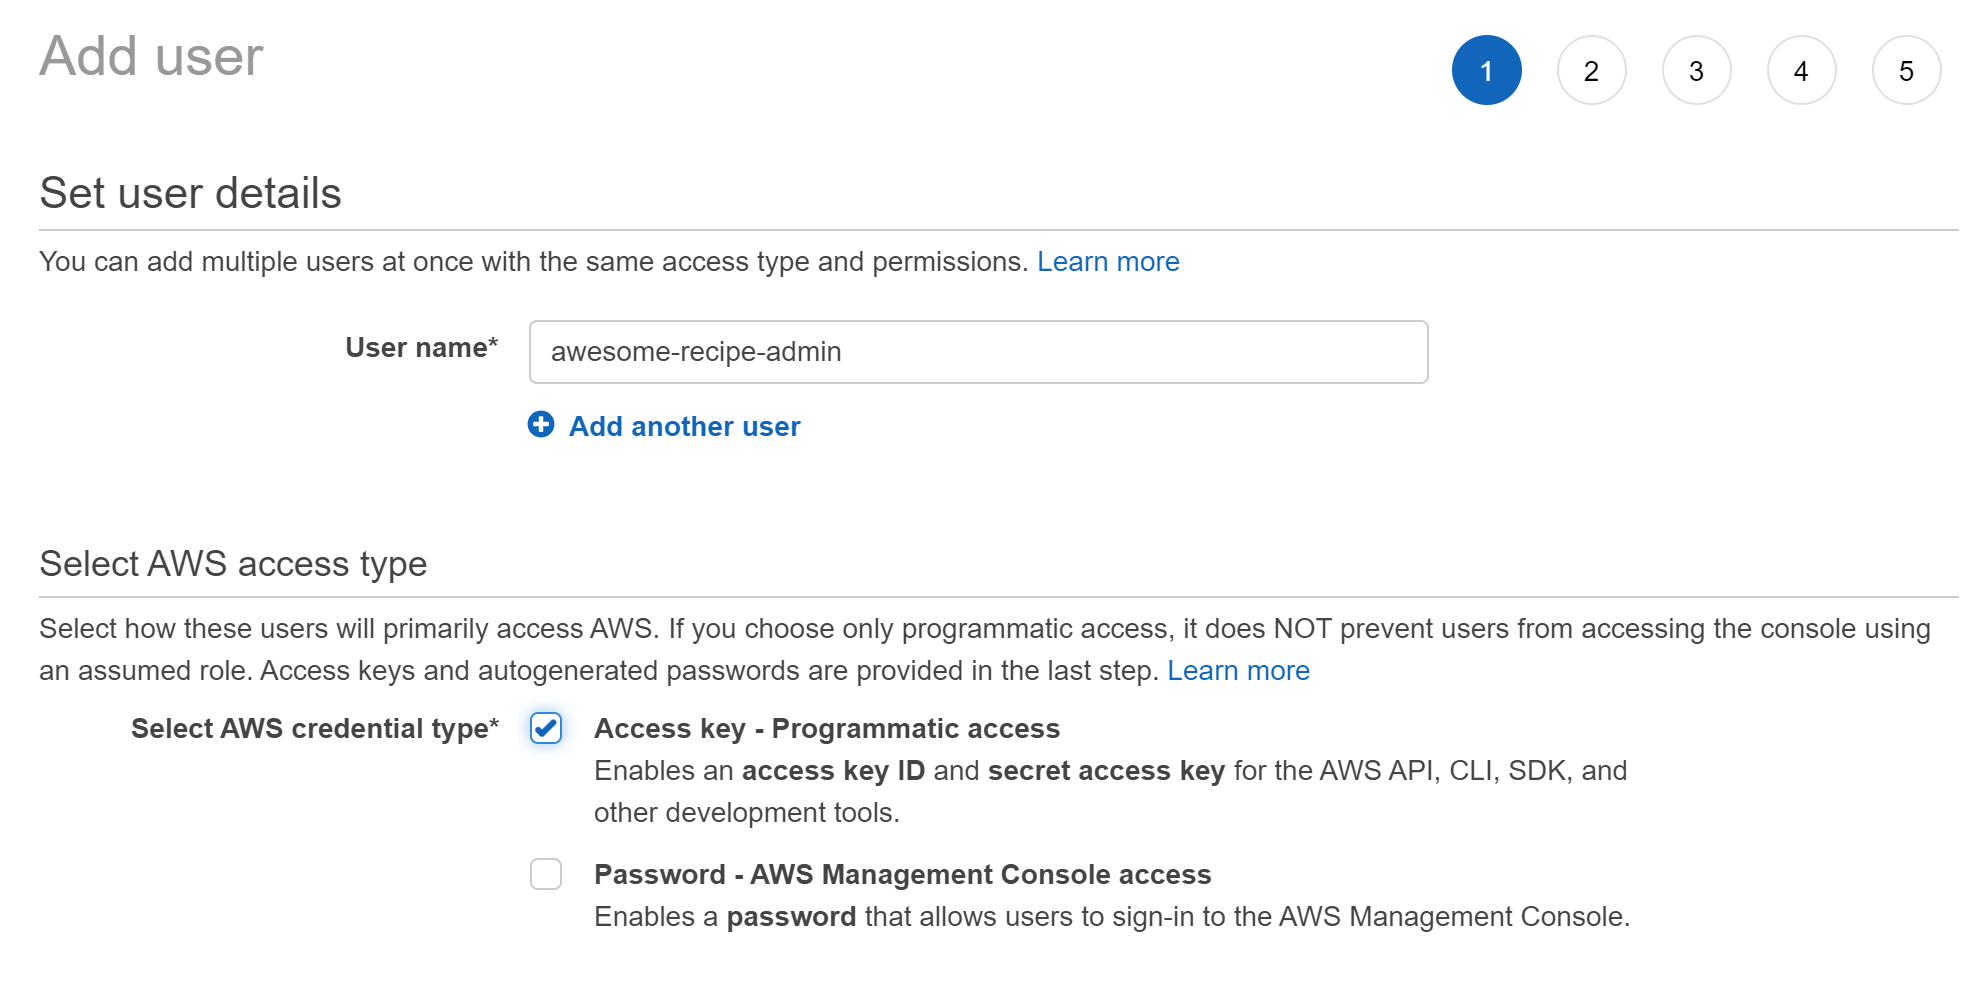 Add user
1 2 3 4 5
Set user details
You can add multiple users at once with the same access type and permissions. Learn more
User name* awesome-recipe-admin
Add another user
Select AWS access type
Select how these users will primarily access AWS. If you choose only programmatic access, it does NOT prevent users from accessing the console using
an assumed role. Access keys and autogenerated passwords are provided in the last step. Learn more
Select AWS credential type* Access key - Programmatic access
Enables an access key ID and secret access key for the AWS API, CLI, SDK, and
other development tools.
Password - AWS Management Console access
Enables a password that allows users to sign-in to the AWS Management Console.